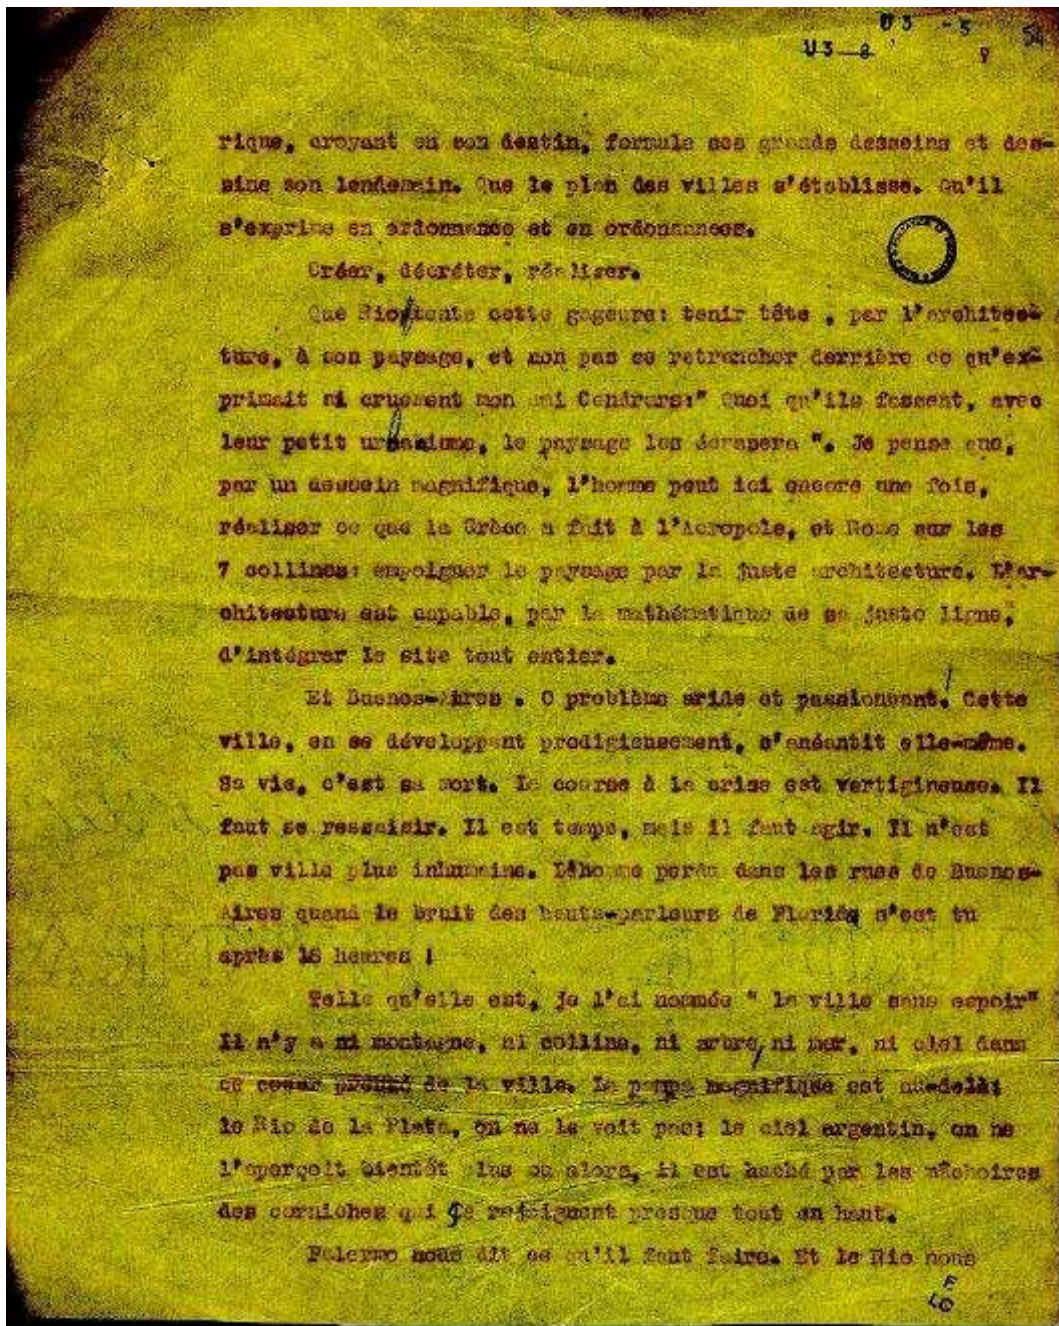 U3 - 5
U3 - 8 9 54
rique, croyant en son destin, formule ses grands desseins et des-
sine son lendemain. Que le plan des villes s'établisse. Qu'il
s'exprime en ordonnance et en ordonnances.
Créer, décréter, réaliser.
Que Rio tente cette gageure: tenir tête , par l'architec-
ture, à son paysage, et non pas se retrancher derrière ce qu'ex-
primait si cruement mon ami Cendrars:" Quoi qu'ils fassent, avec
leur petit urbanisme, le paysage les écrasera ". Je pense que,
par un dessein magnifique, l'homme peut ici encore une fois,
réaliser ce que la Grèce a fait à l'Acropole, et Rome sur les
7 collines: empoigner le paysage par la juste architecture. L'ar-
chitecture est capable, par la mathématique de sa juste ligne,
d'intégrer le site tout entier.
Et Buenos-Aires . O problème aride et passionnant! Cette
ville, en se développant prodigieusement, s'anéantit elle-même.
Sa vie, c'est sa mort. La course à la crise est vertigineuse. Il
faut se ressaisir. Il est temps, mais il faut agir. Il n'est
pas ville plus inhumaine. L'homme perdu dans les rues de Buenos-
Aires quand le bruit des hauts-parleurs de Florida s'est tu
après 18 heures !
Telle qu'elle est, je l'ai nommée " la ville sans espoir"
Il n'y a ni montagne, ni colline, ni arbre, ni mer, ni ciel dans
ce coeur de la ville. La pampa magnifique est au-delà;
le Rio de la Plata, on ne le voit pas; le ciel argentin, on ne
l'aperçoit bientôt plus ou alors, il est haché par les mâchoires
des corniches qui se rejoignent presque tout en haut.
Palermo nous dit ce qu'il faut faire. Et le Rio nous
F
LC